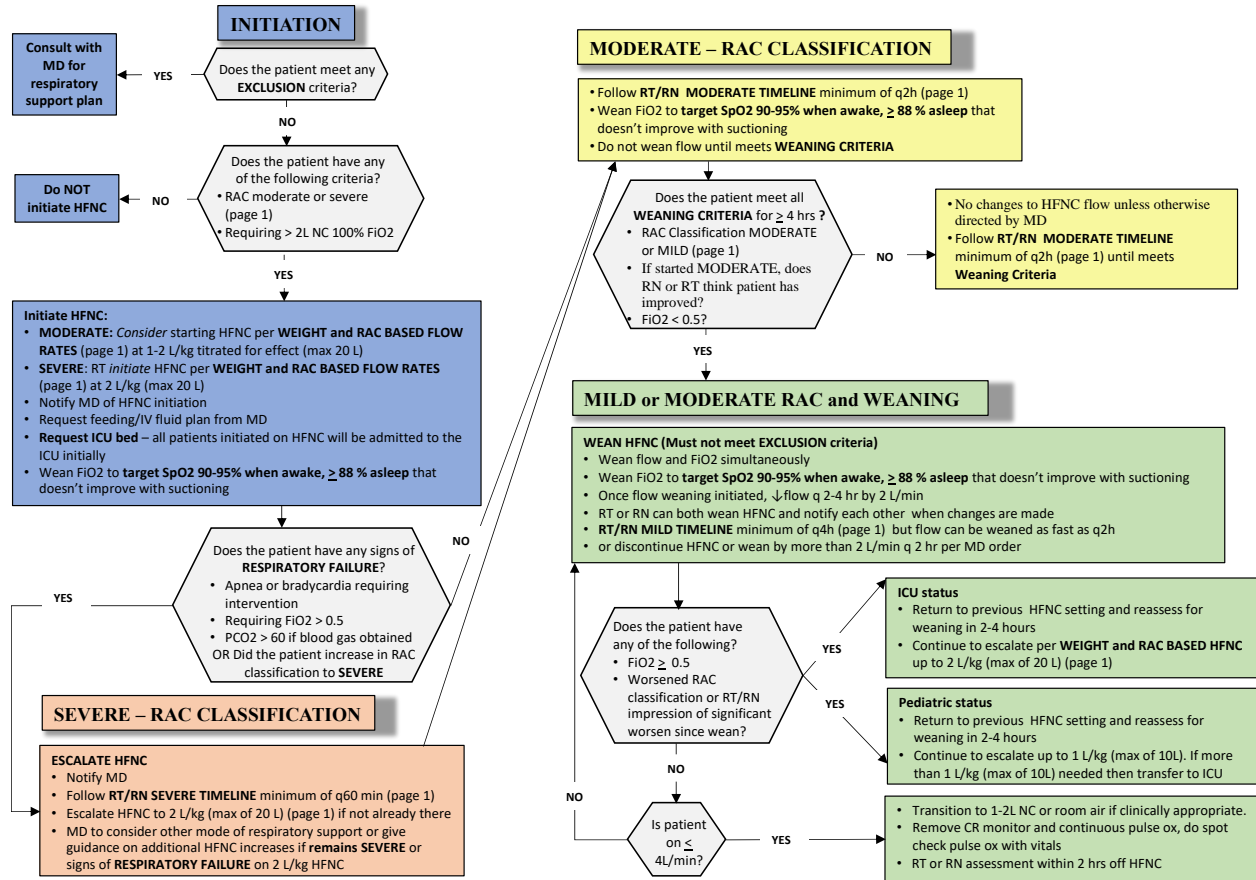 INITIATION
Consult with
MD for
respiratory
support plan
YES
Does the patient meet any
EXCLUSION criteria?
NO
Does the patient have any
of the following criteria?
• RAC moderate or severe
(page 1)
• Requiring > 2L NC 100% FiO2
NO
Do NOT
initiate HFNC
YES
Initiate HFNC:
• MODERATE: Consider starting HFNC per WEIGHT and RAC BASED FLOW
RATES (page 1) at 1-2 L/kg titrated for effect (max 20 L)
• SEVERE: RT initiate HFNC per WEIGHT and RAC BASED FLOW RATES
(page 1) at 2 L/kg (max 20 L)
• Notify MD of HFNC initiation
• Request feeding/IV fluid plan from MD
• Request ICU bed – all patients initiated on HFNC will be admitted to the
ICU initially
• Wean FiO2 to target SpO2 90-95% when awake, > 88 % asleep that
doesn't improve with suctioning
Does the patient have any signs of
RESPIRATORY FAILURE?
• Apnea or bradycardia requiring
intervention
• Requiring FiO2 > 0.5
• PCO2 > 60 if blood gas obtained
OR Did the patient increase in RAC
classification to SEVERE
YES
NO
SEVERE – RAC CLASSIFICATION
ESCALATE HFNC
• Notify MD
• Follow RT/RN SEVERE TIMELINE minimum of q60 min (page 1)
• Escalate HFNC to 2 L/kg (max of 20 L) (page 1) if not already there
• MD to consider other mode of respiratory support or give
guidance on additional HFNC increases if remains SEVERE or
signs of RESPIRATORY FAILURE on 2 L/kg HFNC
MODERATE – RAC CLASSIFICATION
• Follow RT/RN MODERATE TIMELINE minimum of q2h (page 1)
• Wean FiO2 to target SpO2 90-95% when awake, > 88 % asleep that
doesn't improve with suctioning
• Do not wean flow until meets WEANING CRITERIA
Does the patient meet all
WEANING CRITERIA for > 4 hrs ?
• RAC Classification MODERATE
or MILD (page 1)
• If started MODERATE, does
RN or RT think patient has
improved?
• FiO2 < 0.5?
NO
• No changes to HFNC flow unless otherwise
directed by MD
• Follow RT/RN MODERATE TIMELINE
minimum of q2h (page 1) until meets
Weaning Criteria
YES
MILD or MODERATE RAC and WEANING
WEAN HFNC (Must not meet EXCLUSION criteria)
• Wean flow and FiO2 simultaneously
• Wean FiO2 to target SpO2 90-95% when awake, > 88 % asleep that doesn't improve with suctioning
• Once flow weaning initiated, ↓flow q 2-4 hr by 2 L/min
• RT or RN can both wean HFNC and notify each other when changes are made
• RT/RN MILD TIMELINE minimum of q4h (page 1) but flow can be weaned as fast as q2h
• or discontinue HFNC or wean by more than 2 L/min q 2 hr per MD order
Does the patient have
any of the following?
• FiO2 > 0.5
• Worsened RAC
classification or RT/RN
impression of significant
worsen since wean?
YES
ICU status
• Return to previous HFNC setting and reassess for
weaning in 2-4 hours
• Continue to escalate per WEIGHT and RAC BASED HFNC
up to 2 L/kg (max of 20 L) (page 1)
YES
Pediatric status
• Return to previous HFNC setting and reassess for
weaning in 2-4 hours
• Continue to escalate up to 1 L/kg (max of 10L). If more
than 1 L/kg (max of 10L) needed then transfer to ICU
NO
NO
Is patient
on <
4L/min?
YES
• Transition to 1-2L NC or room air if clinically appropriate.
• Remove CR monitor and continuous pulse ox, do spot
check pulse ox with vitals
• RT or RN assessment within 2 hrs off HFNC